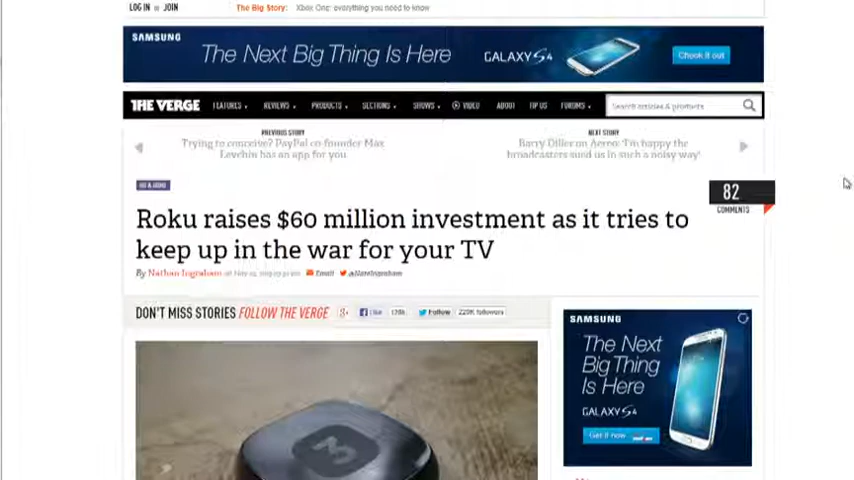 LOG IN or JOIN
The Big Story: Xbox One: everything you need to know
SAMSUNG
The Next Big Thing Is Here
GALAXY S4
Check it out
THE VERGE
FEATURES
REVIEWS
PRODUCTS
SECTIONS
SHOWS
VIDEO
ABOUT
TIP US
FORUMS
Search articles & products
PREVIOUS STORY
Trying to conceive? PayPal co-founder Max
Levchin has an app for you
NEXT STORY
Barry Diller on Aereo: 'I'm happy the
broadcasters sued us in such a noisy way'
82
COMMENTS
Roku raises $60 million investment as it tries to
keep up in the war for your TV
By Nathan Ingraham
Email
@NateIngraham
DON'T MISS STORIES FOLLOW THE VERGE
Like
Follow
followers
SAMSUNG
The Next
Big Thing
Is Here
GALAXY S4
Get it now
3